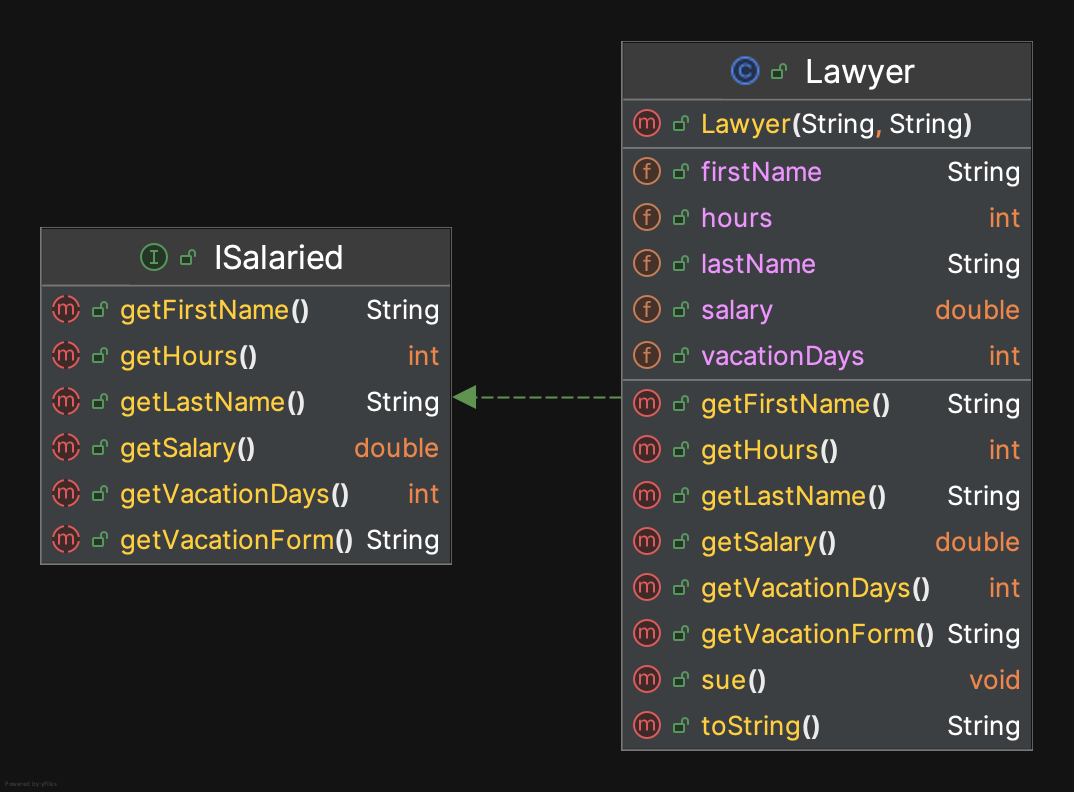 ISalaried
getFirstName() String
getHours() int
getLastName() String
getSalary() double
getVacationDays() int
getVacationForm() String
Lawyer
Lawyer(String, String)
firstName String
hours int
lastName String
salary double
vacationDays int
getFirstName() String
getHours() int
getLastName() String
getSalary() double
getVacationDays() int
getVacationForm() String
sue() void
toString() String
Powered by yFiles